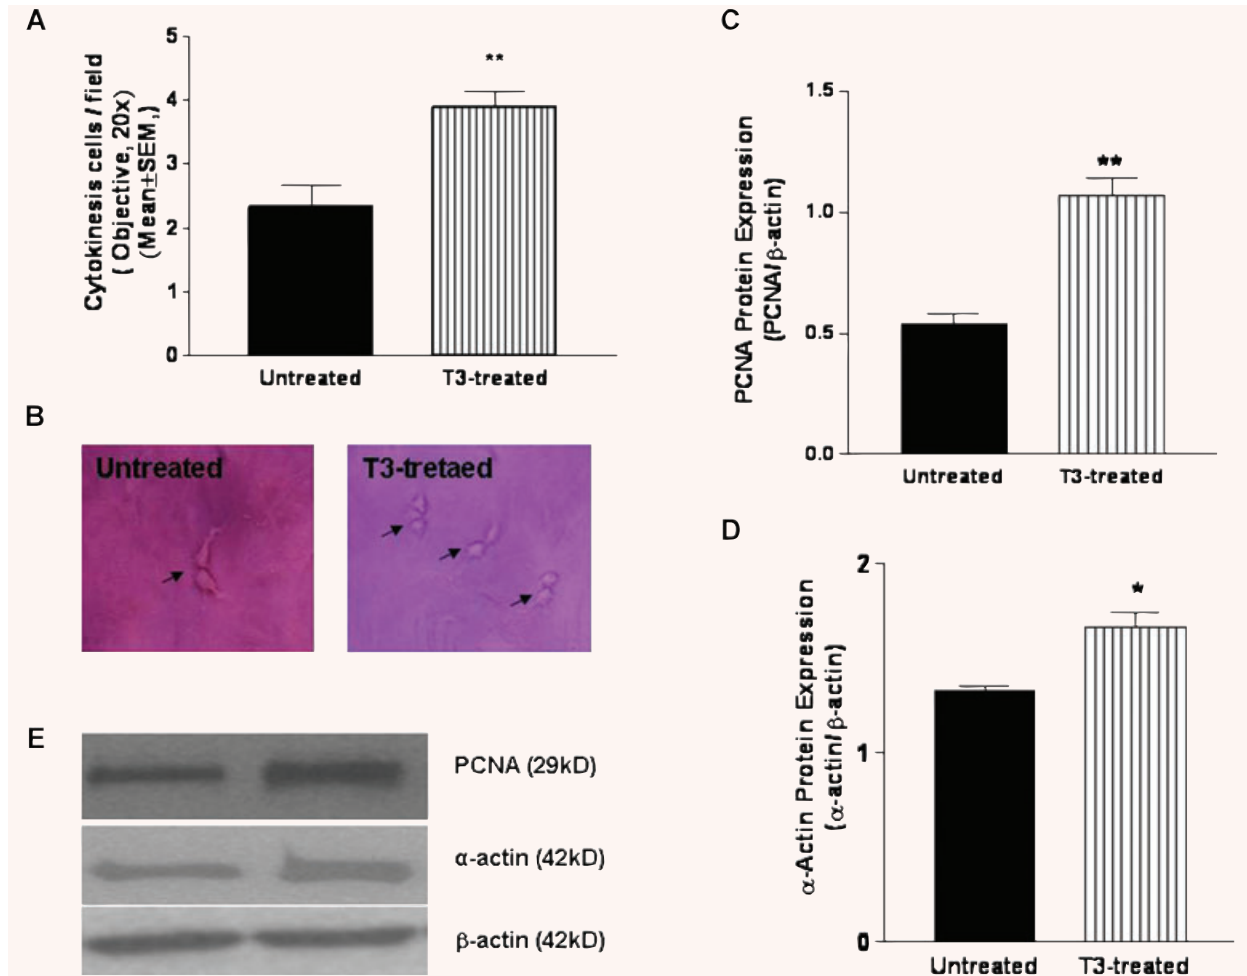 A
Cytokinesis cells / field
( Objective, 20x)
(Mean±SEM,)
5
4
3
2
1
0
**
Untreated
T3-treated
B
Untreated
T3-tretaed
C
PCNA Protein Expression
(PCNA/β-actin)
1.5
1.0
0.5
0.0
**
Untreated
T3-treated
D
α-Actin Protein Expression
(α-actin/β-actin)
2
1
0
*
Untreated
T3-treated
E
PCNA (29kD)
α-actin (42kD)
β-actin (42kD)